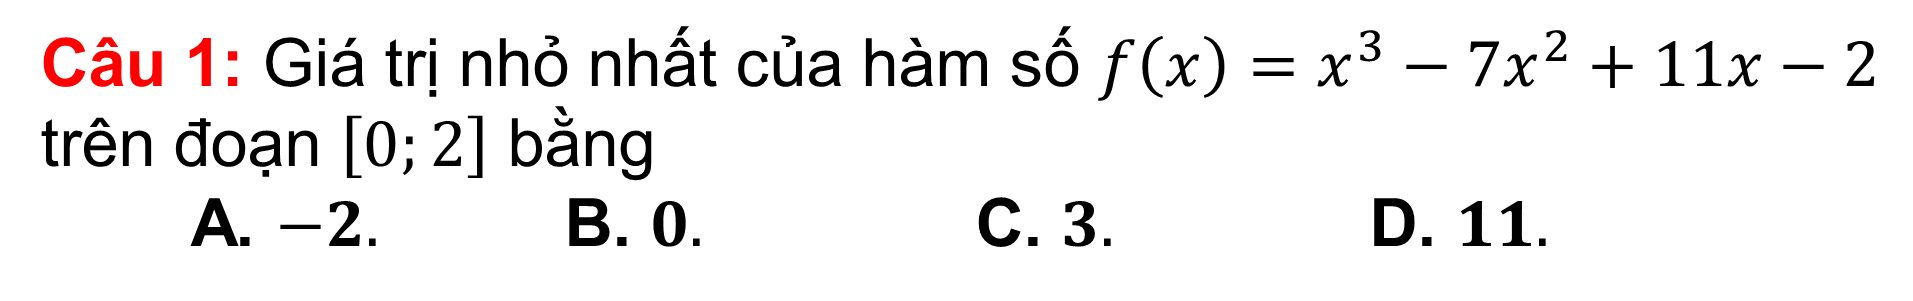 Câu 1: Giá trị nhỏ nhất của hàm số f(x) = x³ − 7x² + 11x − 2
trên đoạn [0; 2] bằng
A. −2. B. 0. C. 3. D. 11.